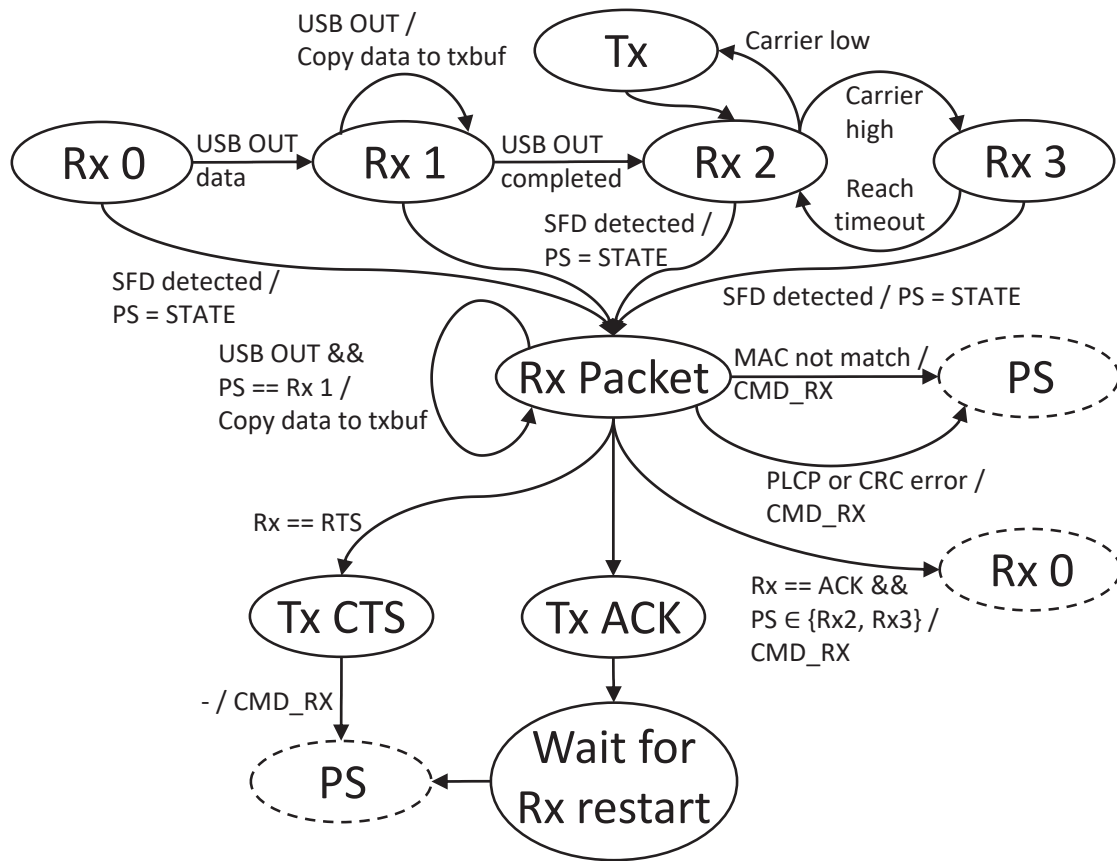 USB OUT /
Copy data to txbuf
Tx
Carrier low
Carrier
high
Rx 0
USB OUT
data
Rx 1
USB OUT
completed
Rx 2
Rx 3
Reach
timeout
SFD detected /
PS = STATE
SFD detected /
PS = STATE
SFD detected / PS = STATE
USB OUT &&
PS == Rx 1 /
Copy data to txbuf
Rx Packet
MAC not match /
CMD_RX
PS
PLCP or CRC error /
CMD_RX
Rx == RTS
Rx 0
Rx == ACK &&
PS ∈ {Rx2, Rx3} /
CMD_RX
Tx CTS
Tx ACK
- / CMD_RX
PS
Wait for
Rx restart